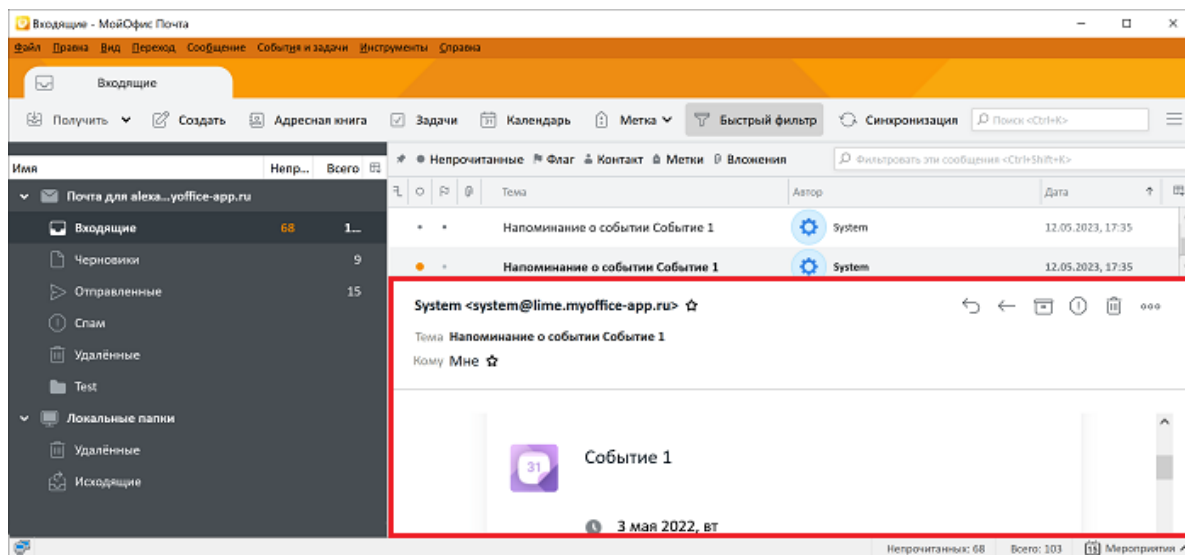 Входящие - МойОфис Почта
Файл Правка Вид Переход Сообщение События и задачи Инструменты Справка
Входящие
Получить Создать Адресная книга Задачи 31 Календарь Метка Быстрый фильтр Синхронизация Поиск <Ctrl+K>
Имя Непр... Всего
Непрочитанные Флаг Контакт Метки Вложения Фильтровать эти сообщения <Ctrl+Shift+K>
Тема Автор Дата
Почта для alexa...yoffice-app.ru
Входящие 68 1...
Напоминание о событии Событие 1 System 12.05.2023, 17:35
Черновики 9
Напоминание о событии Событие 1 System 12.05.2023, 17:35
Отправленные 15
Спам
Удалённые
Test
Локальные папки
Удалённые
Исходящие
System <system@lime.myoffice-app.ru>
Тема Напоминание о событии Событие 1
Кому Мне
31 Событие 1
3 мая 2022, вт
Непрочитанных: 68 Всего: 103 Мероприятия